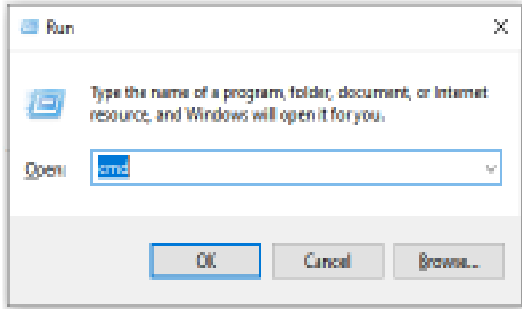 Run
Type the name of a program, folder, document, or Internet
resource, and Windows will open it for you.
Open:
cmd
OK
Cancel
Browse...